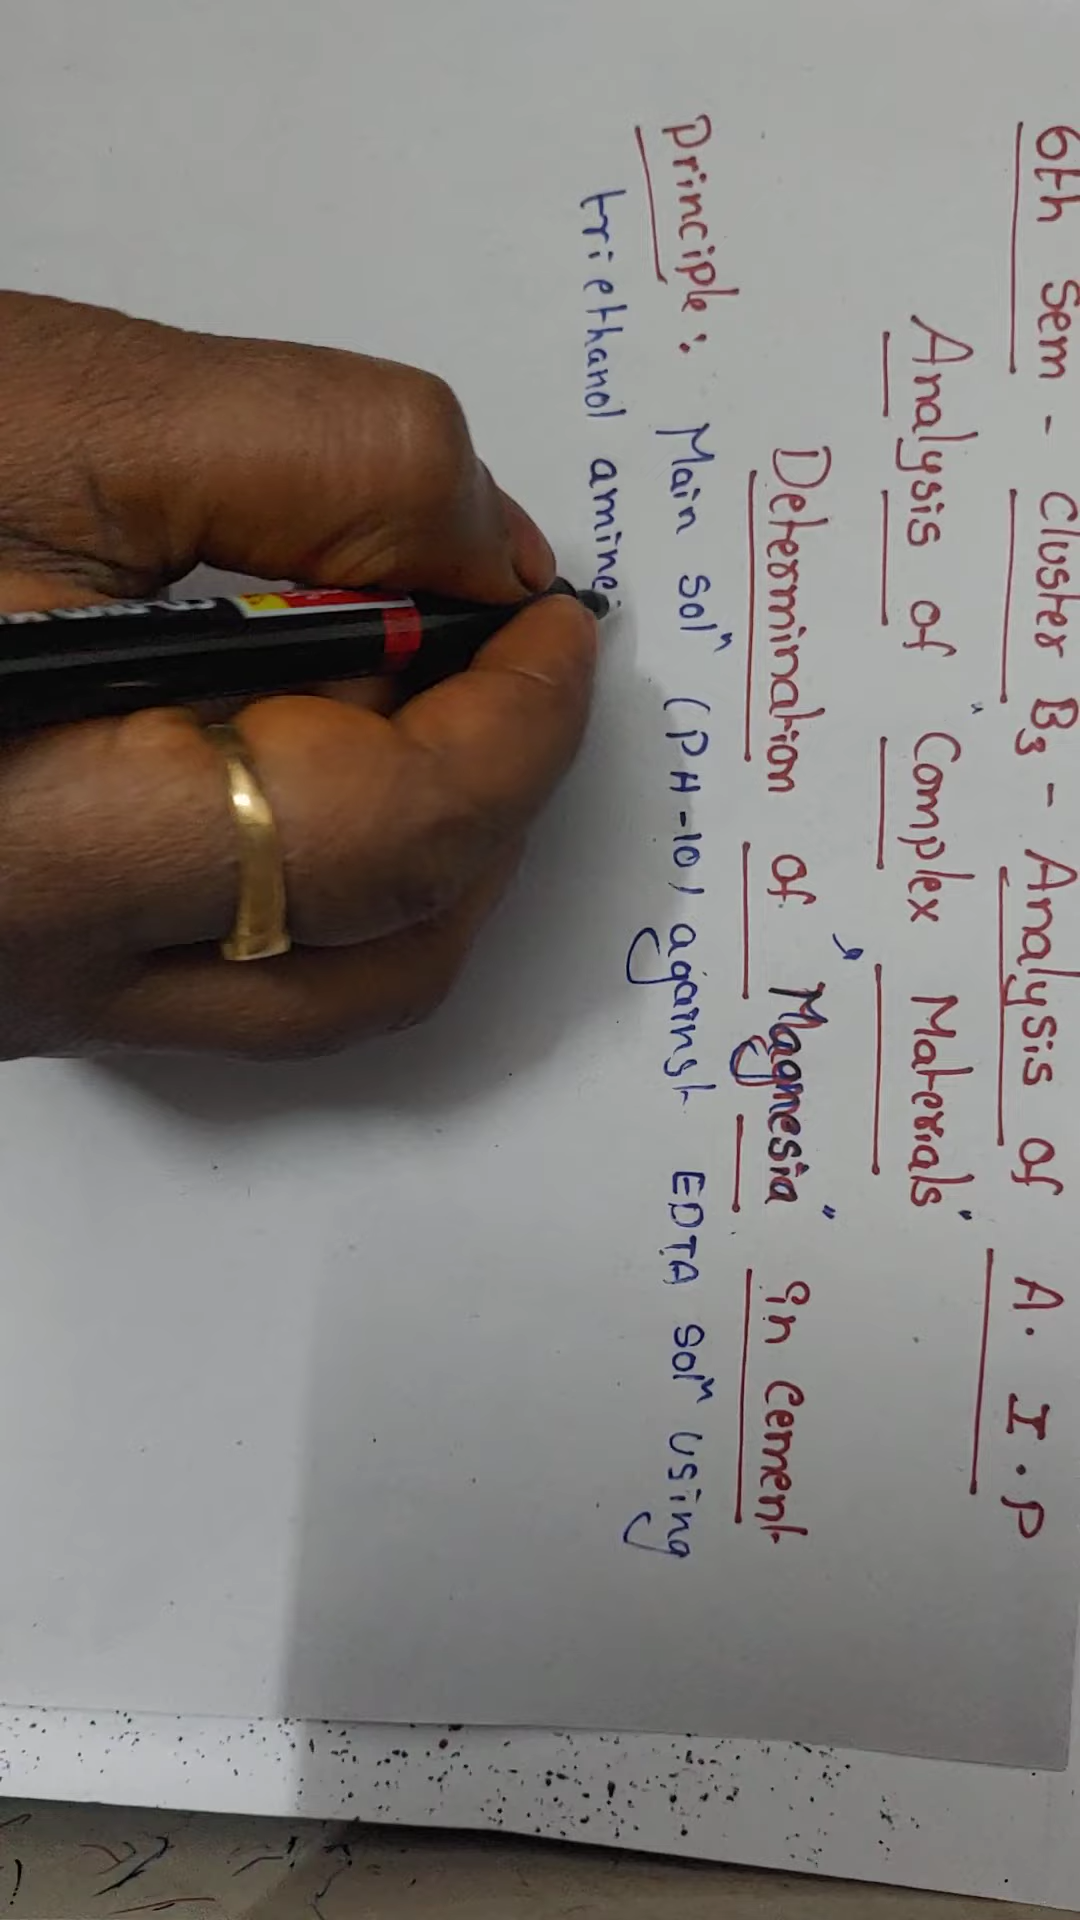 6th Sem - Cluster B3 - Analysis of A. I. P
Analysis of "Complex Materials"
Determination of "Magnesia" in Cement
Principle: Main solⁿ (PH-10) against EDTA solⁿ using
triethanol amine